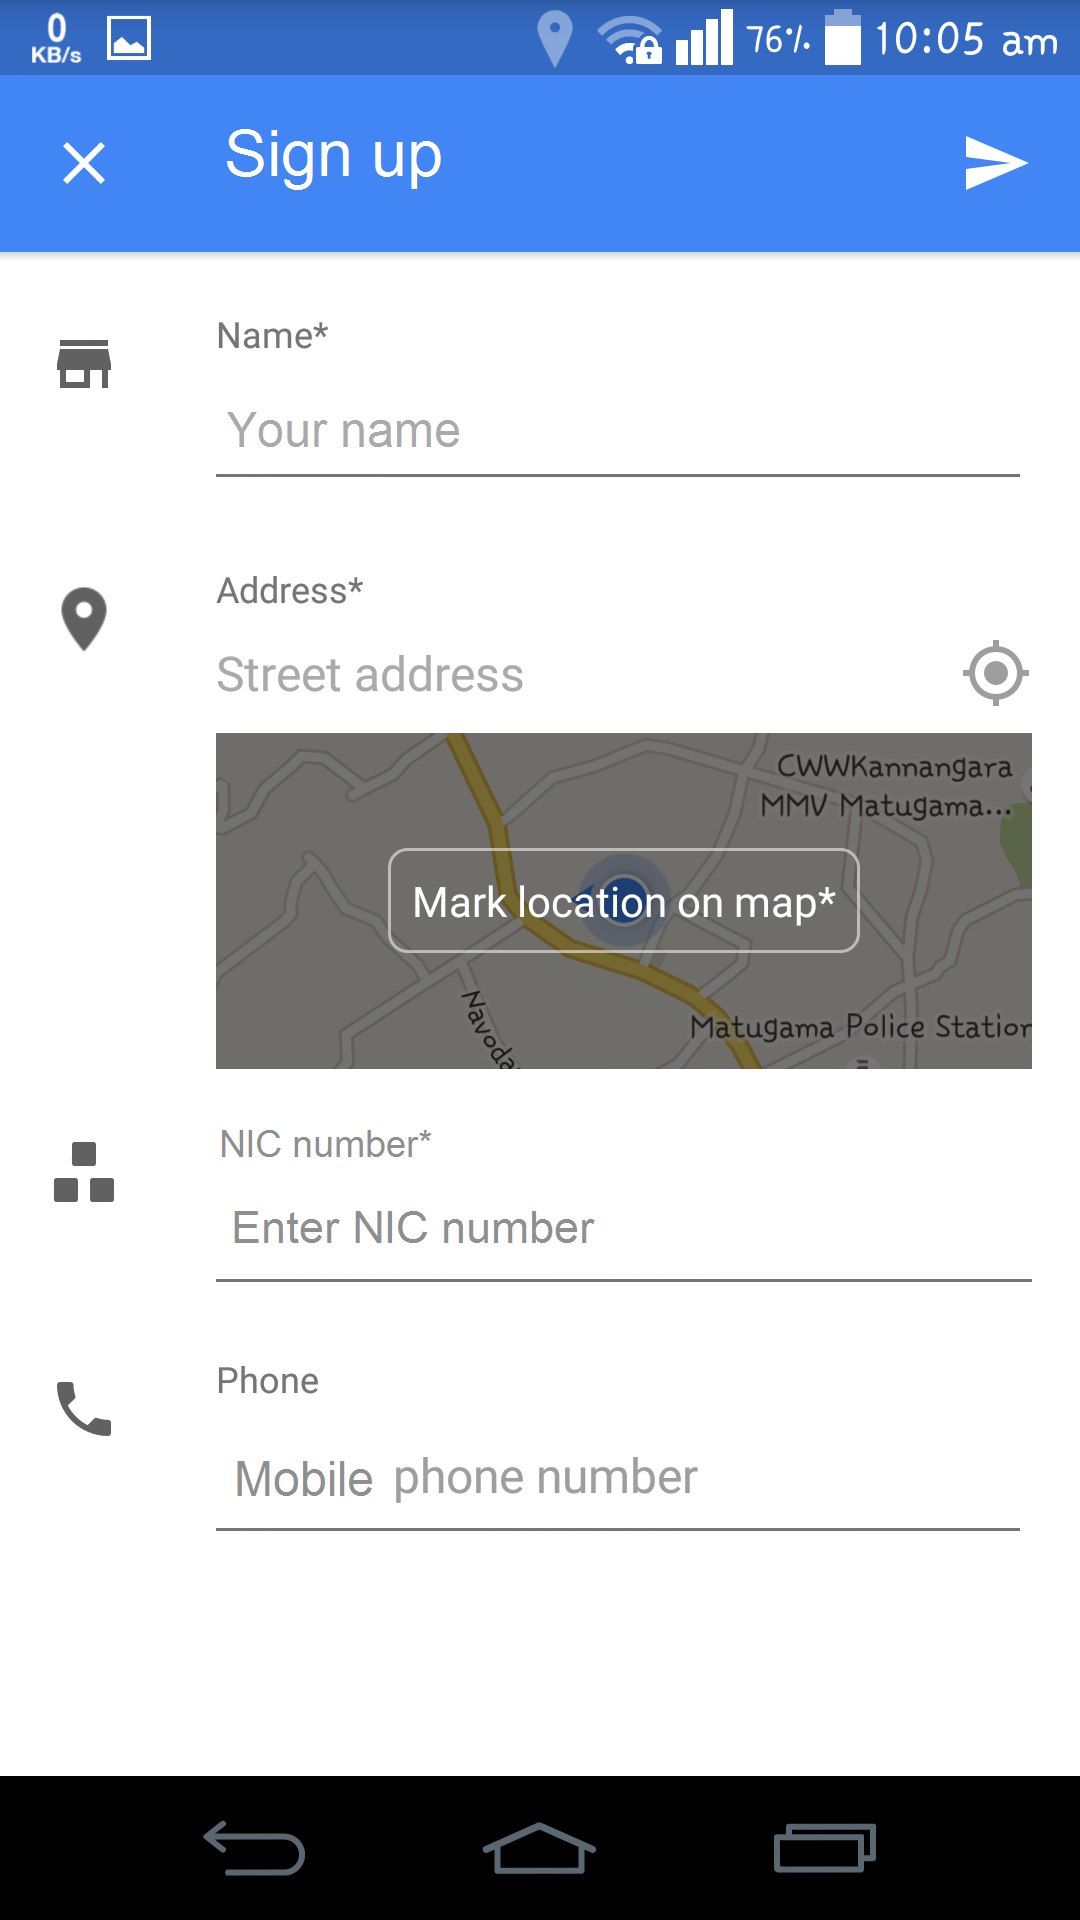 0
KB/s
76%
10:05 am
Sign up
Name*
Your name
Address*
Street address
CWWKannangara
MMV Matugama...
Mark location on map*
Navoda
Matugama Police Station
NIC number*
Enter NIC number
Phone
Mobile phone number